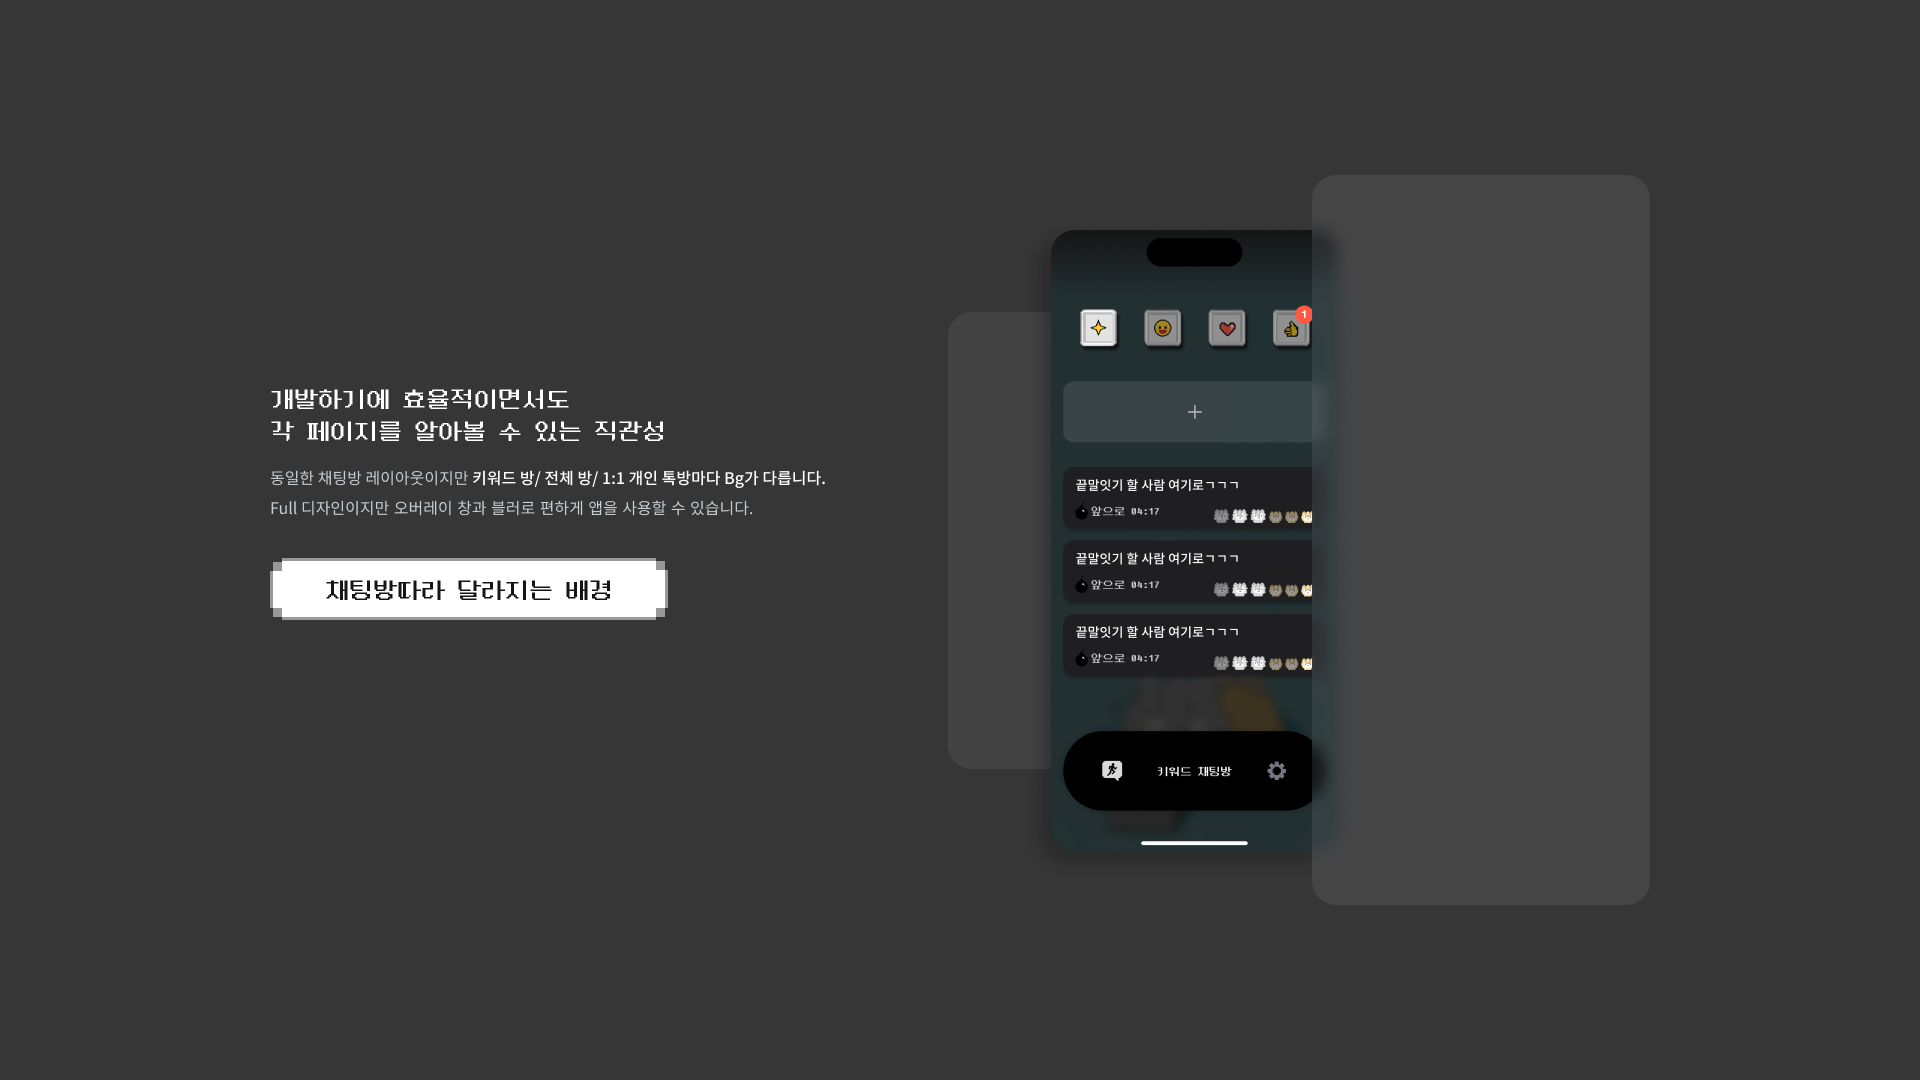 개발하기에 효율적이면서도
각 페이지를 알아볼 수 있는 직관성
동일한 채팅방 레이아웃이지만 키워드 방/ 전체 방/ 1:1 개인 톡방마다 Bg가 다릅니다.
Full 디자인이지만 오버레이 창과 블러로 편하게 앱을 사용할 수 있습니다.
채팅방따라 달라지는 배경
1
+
끝말잇기 할 사람 여기로ㄱㄱㄱ
앞으로 04:17
끝말잇기 할 사람 여기로ㄱㄱㄱ
앞으로 04:17
끝말잇기 할 사람 여기로ㄱㄱㄱ
앞으로 04:17
키워드 채팅방